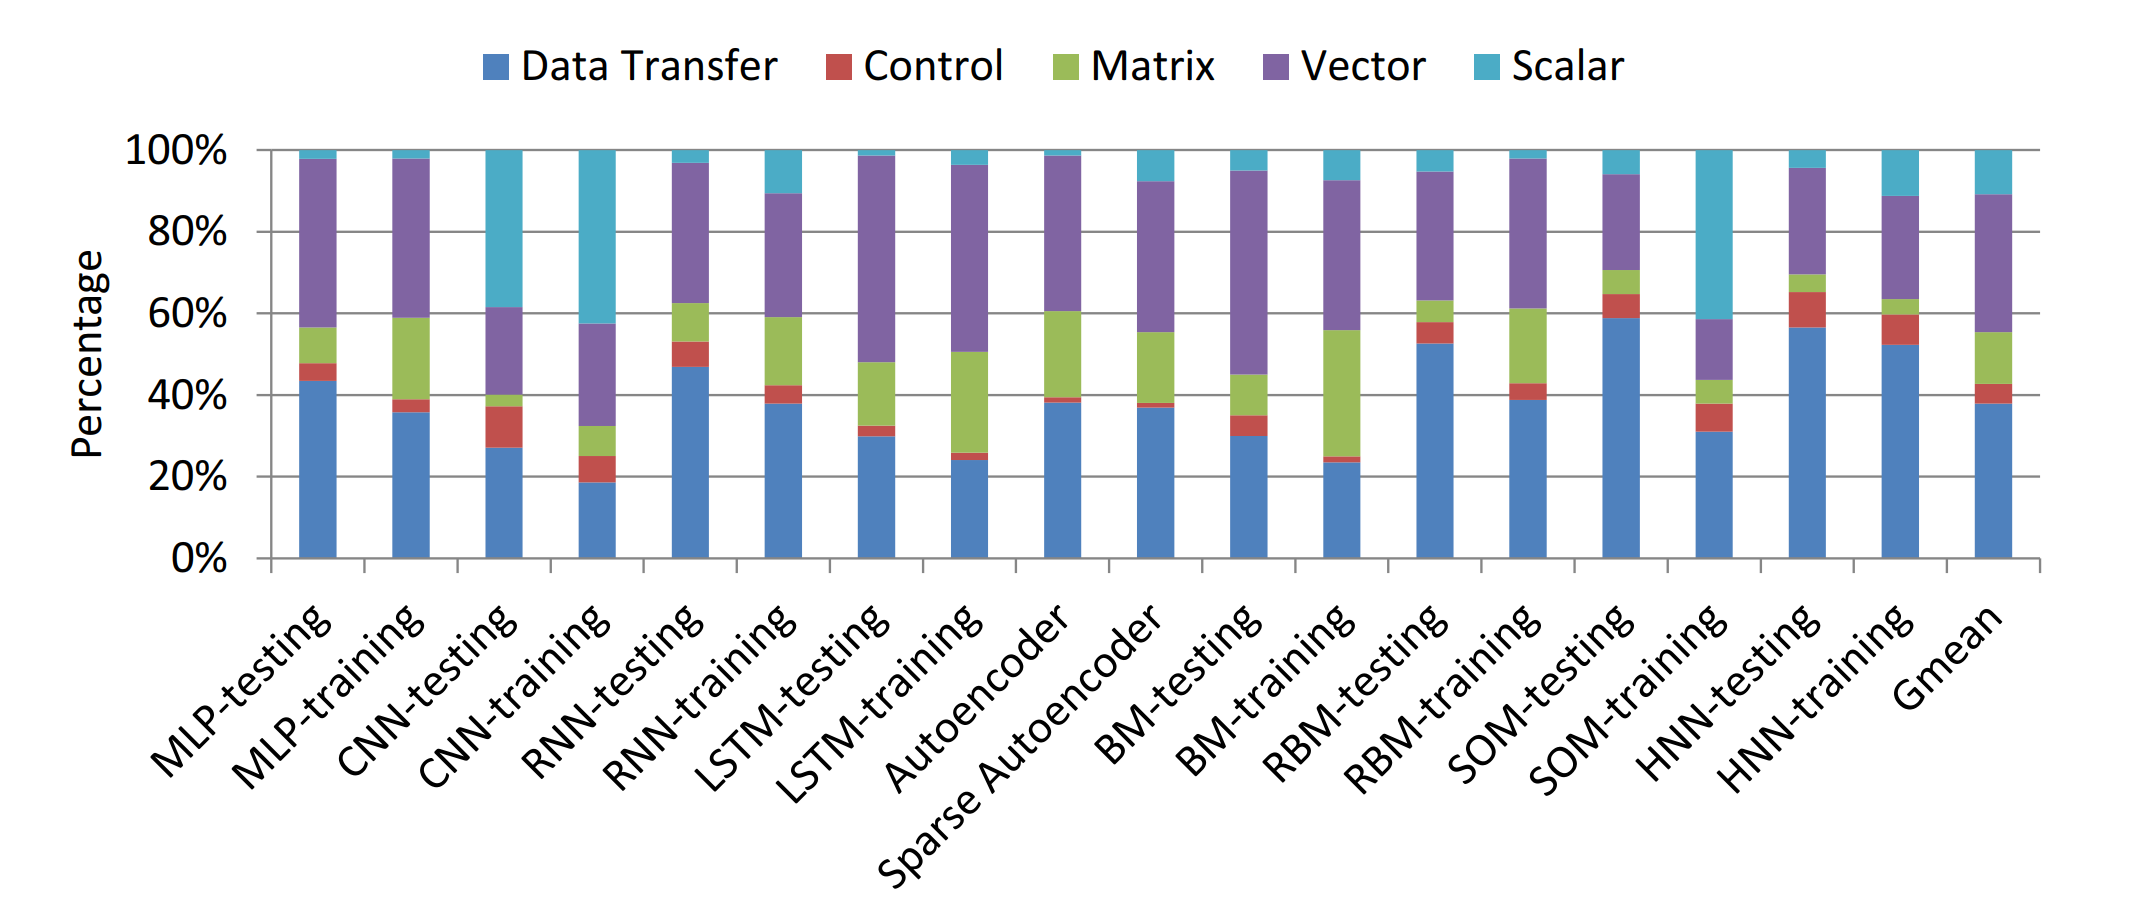 Data Transfer Control Matrix Vector Scalar
100%
80%
60%
40%
20%
0%
Percentage
MLP-testing
MLP-training
CNN-testing
CNN-training
RNN-testing
RNN-training
LSTM-testing
LSTM-training
Autoencoder
Sparse Autoencoder
BM-testing
BM-training
RBM-testing
RBM-training
SOM-testing
SOM-training
HNN-testing
HNN-training
Gmean